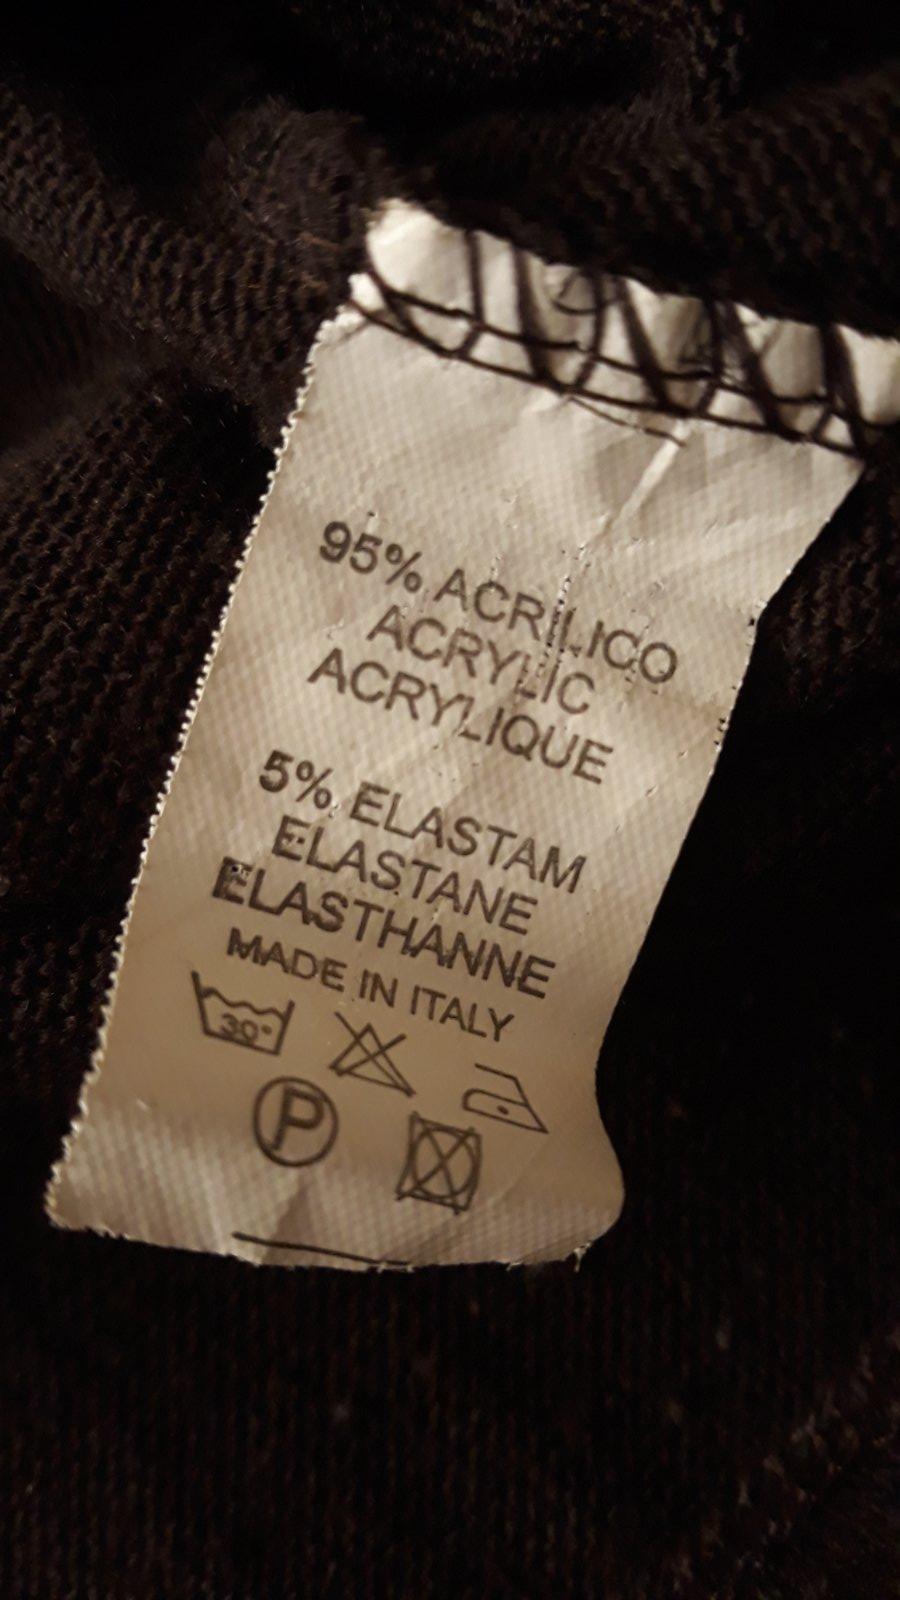 95% ACRILICO
ACRYLIC
ACRYLIQUE
5% ELASTAM
ELASTANE
ELASTHANNE
MADE IN ITALY
30°
P